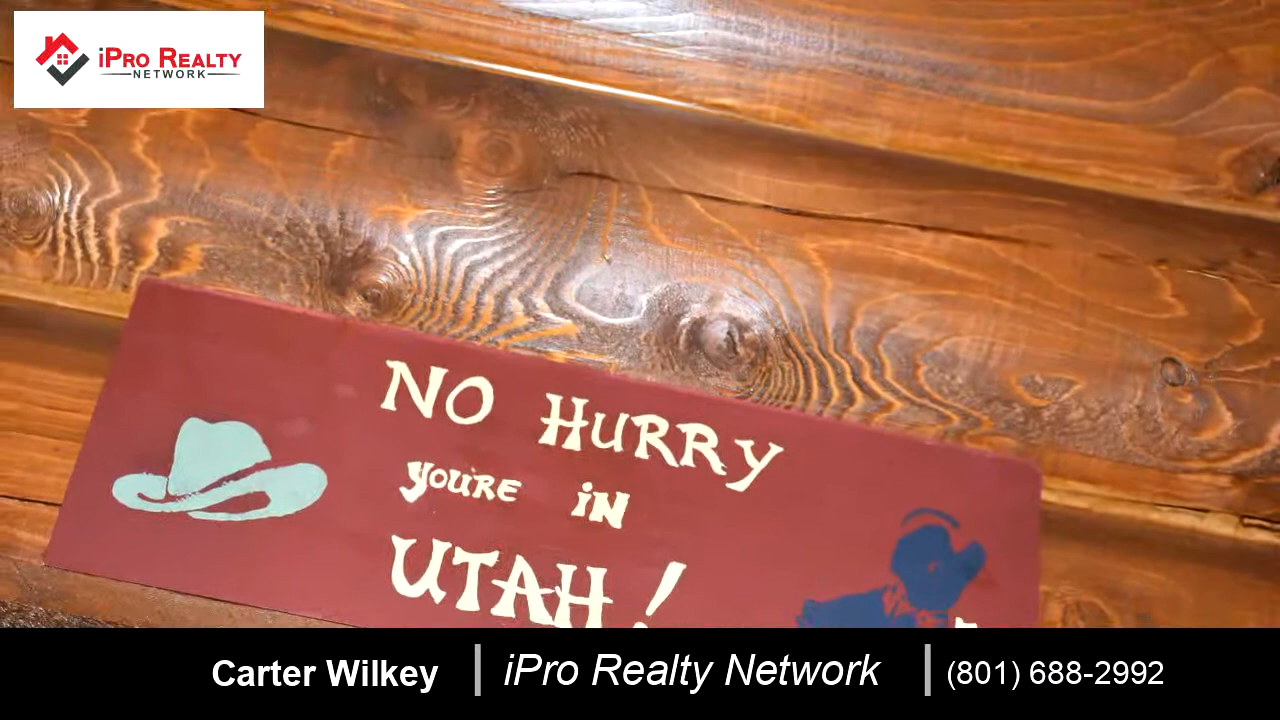 iPro Realty
NETWORK
NO HURRY
you're in
UTAH!
Carter Wilkey | iPro Realty Network | (801) 688-2992